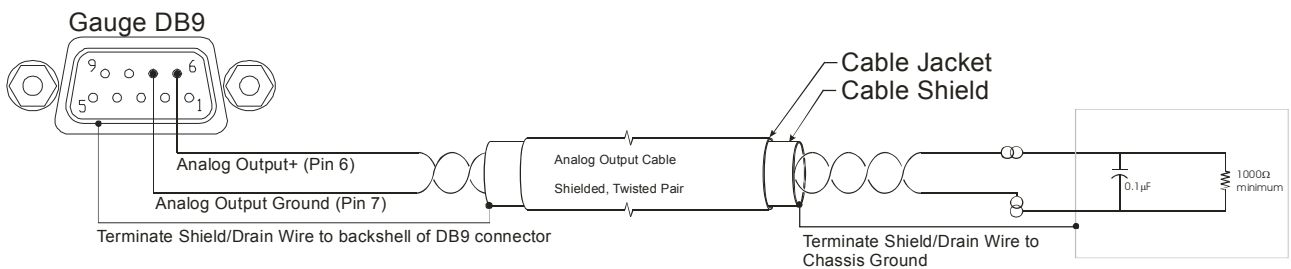 Gauge DB9
9
6
5
1
Cable Jacket
Cable Shield
Analog Output+ (Pin 6)
Analog Output Cable
Shielded, Twisted Pair
0.1µF
1000Ω
minimum
Analog Output Ground (Pin 7)
Terminate Shield/Drain Wire to backshell of DB9 connector
Terminate Shield/Drain Wire to
Chassis Ground